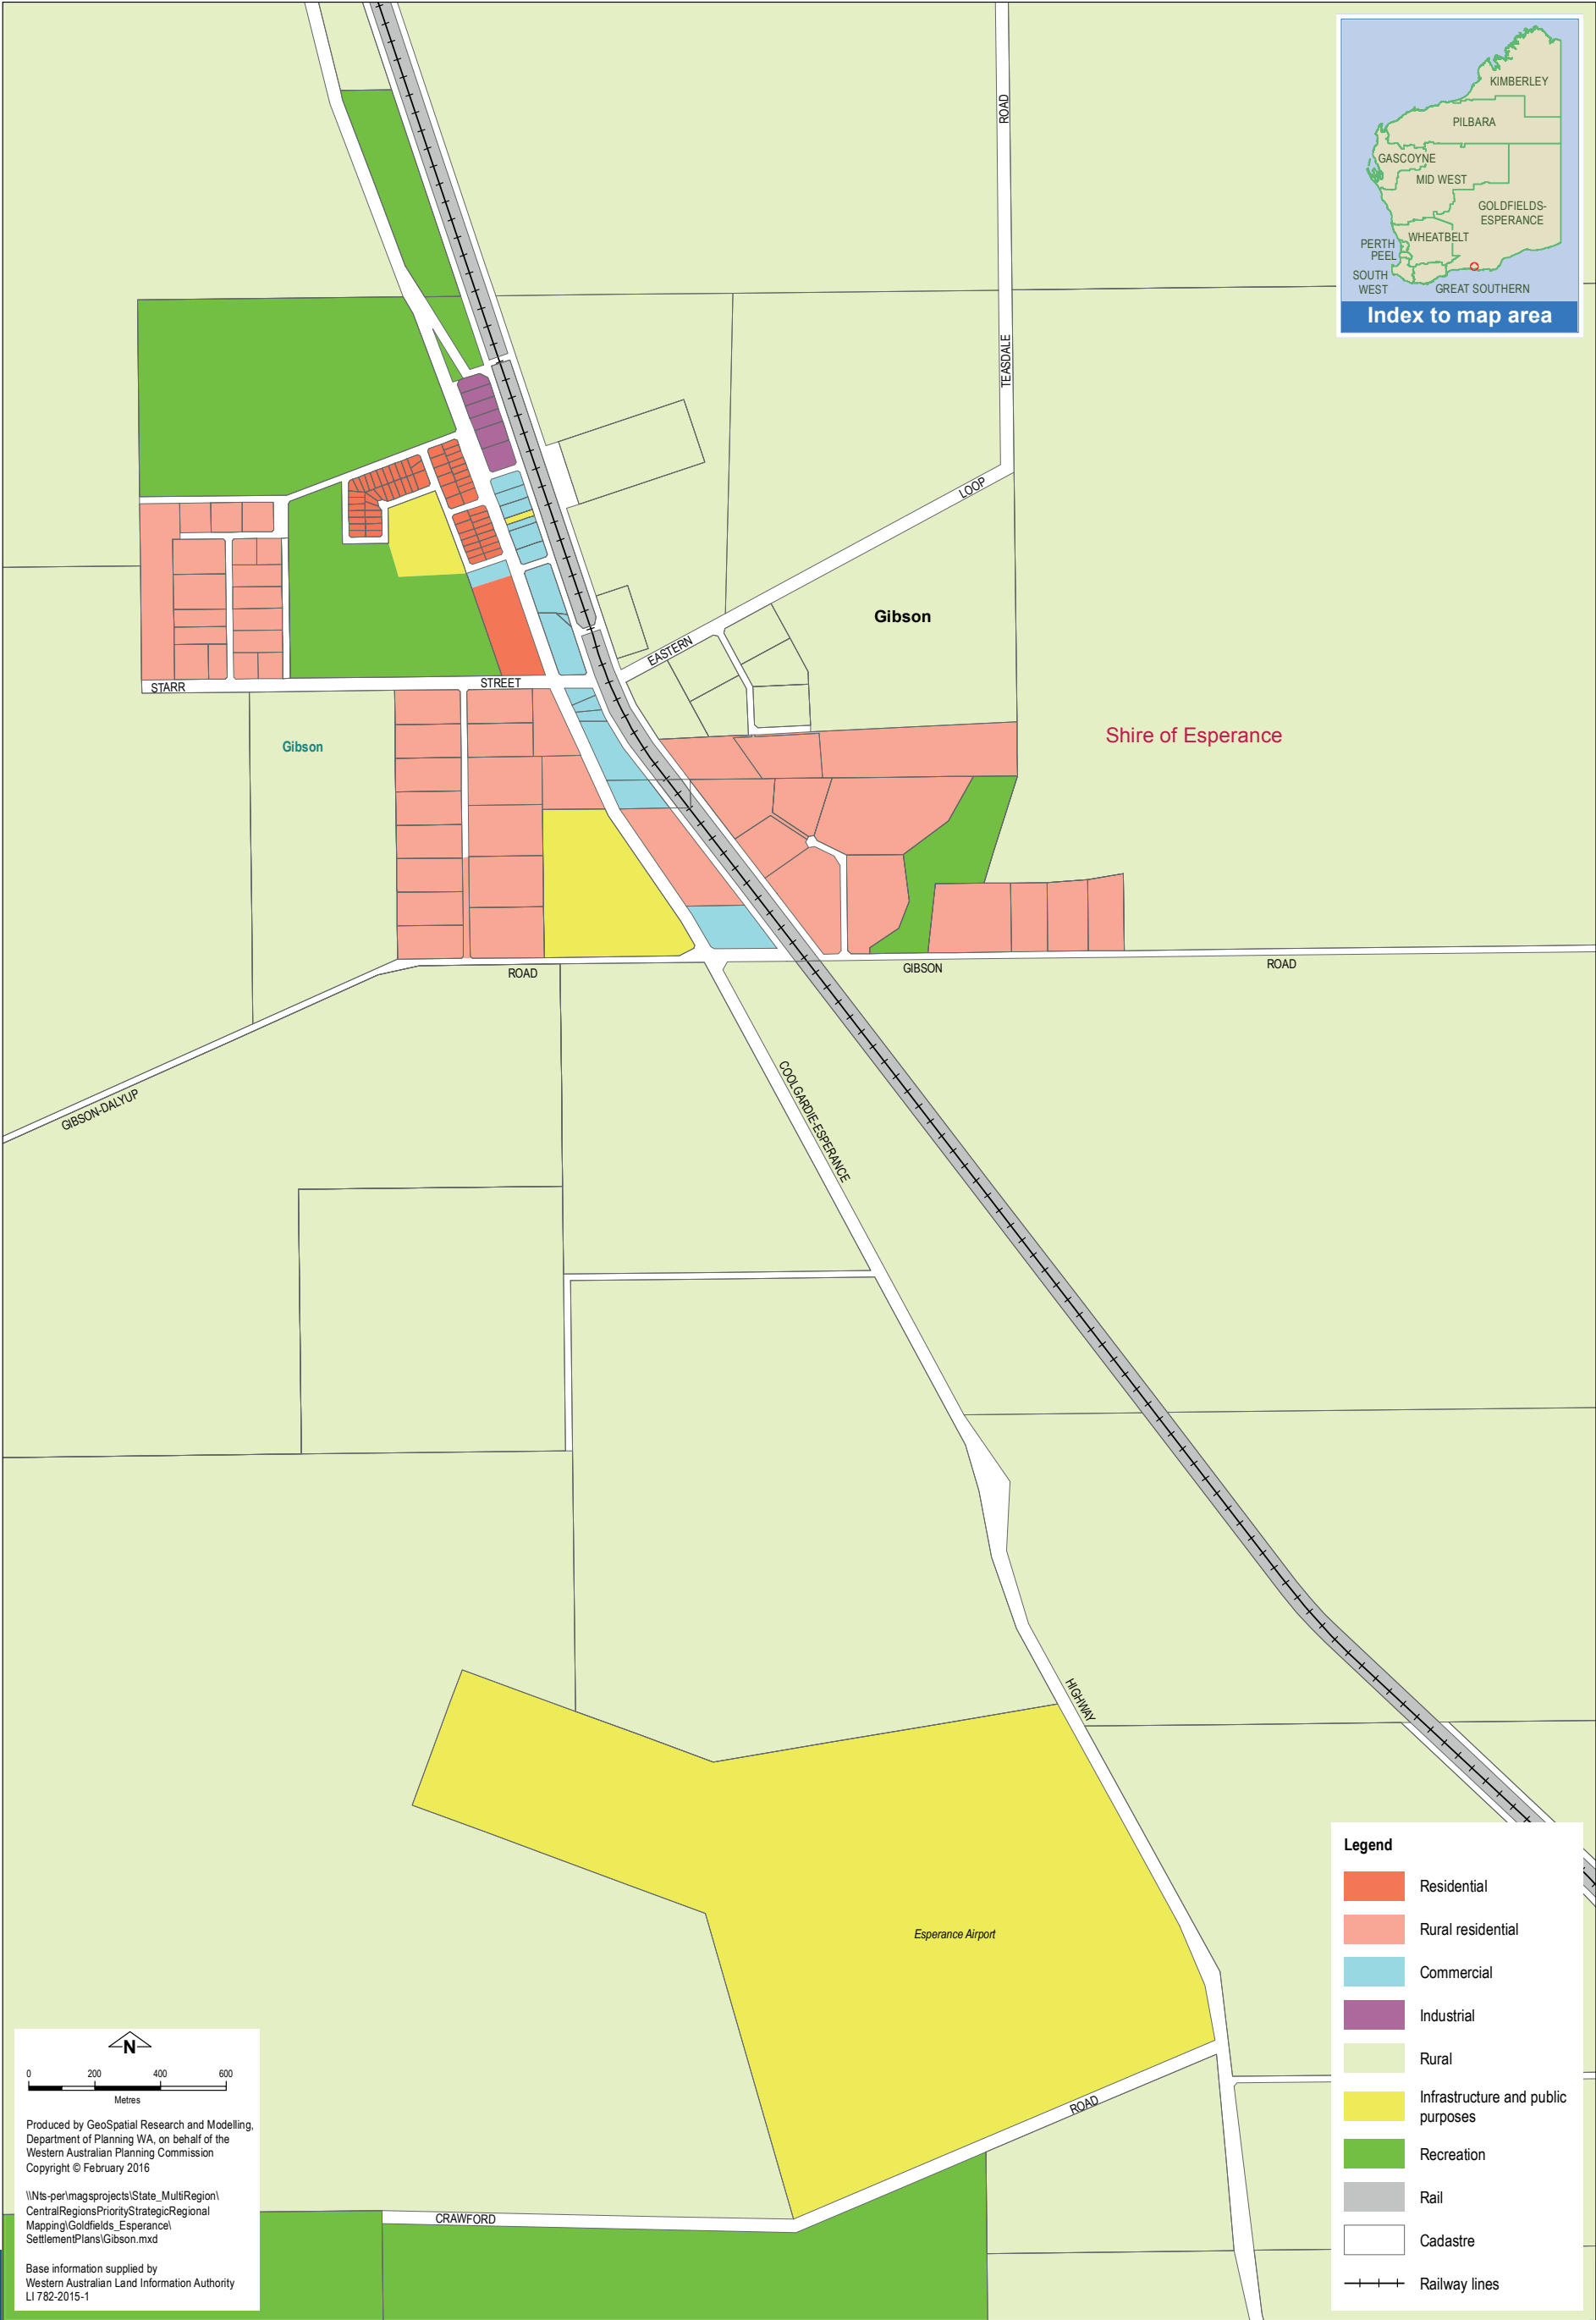 KIMBERLEY
PILBARA
GASCOYNE
MID WEST
GOLDFIELDS-
ESPERANCE
WHEATBELT
PERTH
PEEL
SOUTH
WEST
GREAT SOUTHERN
Index to map area
ROAD
TEASDALE
LOOP
EASTERN
Gibson
STARR
STREET
Gibson
Shire of Esperance
ROAD
GIBSON
ROAD
GIBSON-DALYUP
COOLGARDIE-ESPERANCE
HIGHWAY
Esperance Airport
ROAD
CRAWFORD
Legend
Residential
Rural residential
Commercial
Industrial
Rural
Infrastructure and public
purposes
Recreation
Rail
Cadastre
Railway lines
N
0 200 400 600
Metres
Produced by GeoSpatial Research and Modelling,
Department of Planning WA, on behalf of the
Western Australian Planning Commission
Copyright © February 2016
\\Nts-per\magsprojects\State_MultiRegion\
CentralRegionsPriorityStrategicRegional
Mapping\Goldfields_Esperance\
SettlementPlans\Gibson.mxd
Base information supplied by
Western Australian Land Information Authority
LI 782-2015-1